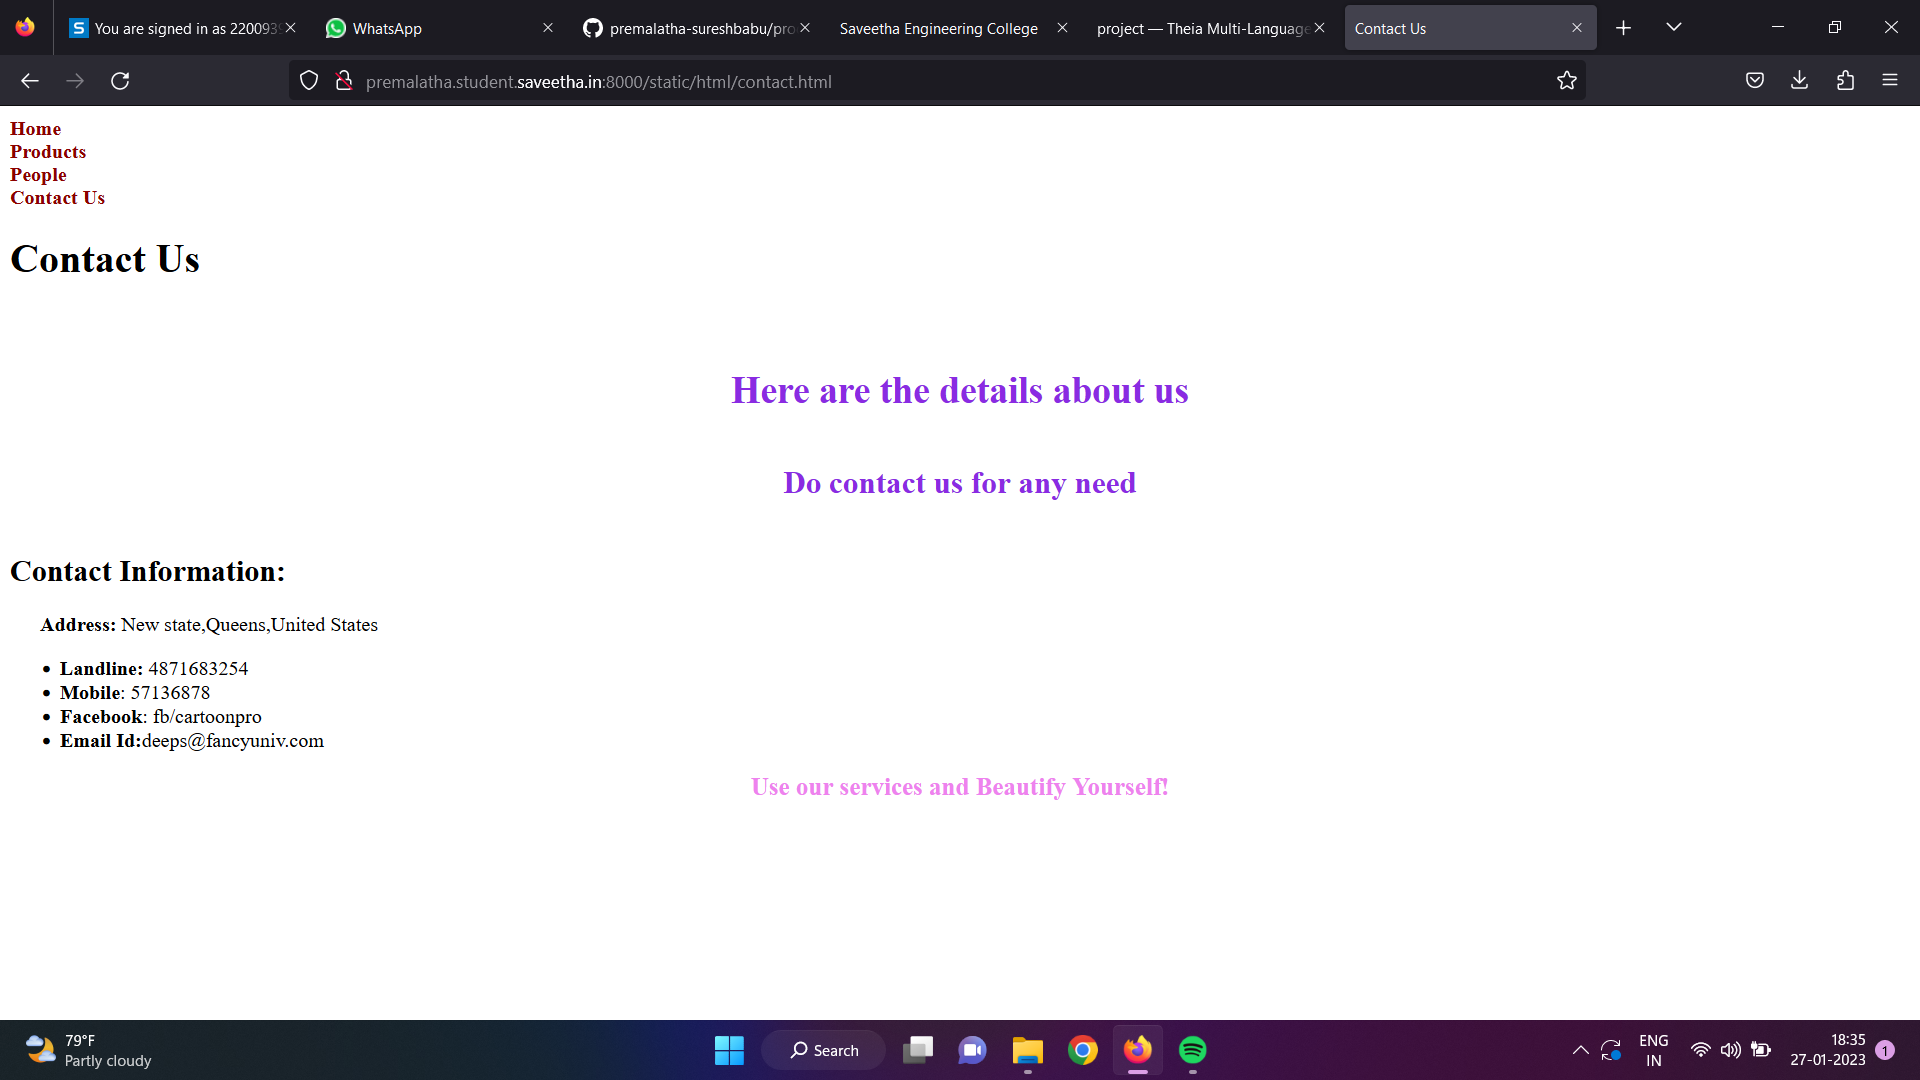 You are signed in as 220093
WhatsApp
premalatha-sureshbabu/pro
Saveetha Engineering College
project — Theia Multi-Language
Contact Us
premalatha.student.saveetha.in:8000/static/html/contact.html
Home
Products
People
Contact Us
Contact Us
Here are the details about us
Do contact us for any need
Contact Information:
Address: New state,Queens,United States
Landline: 4871683254
Mobile: 57136878
Facebook: fb/cartoonpro
Email Id:deeps@fancyuniv.com
Use our services and Beautify Yourself!
79°F
Partly cloudy
Search
ENG
IN
18:35
27-01-2023
1